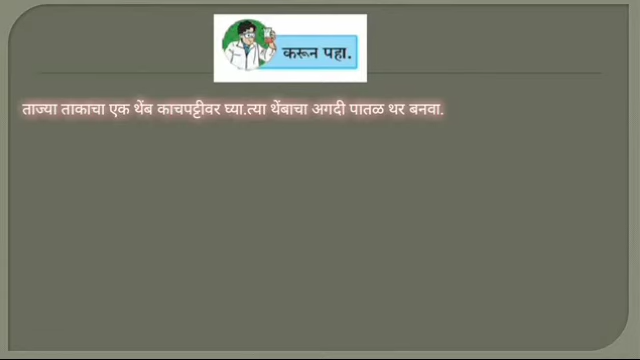 करून पहा.
ताज्या ताकाचा एक थेंब काचपट्टीवर घ्या.त्या थेंबाचा अगदी पातळ थर बनवा.